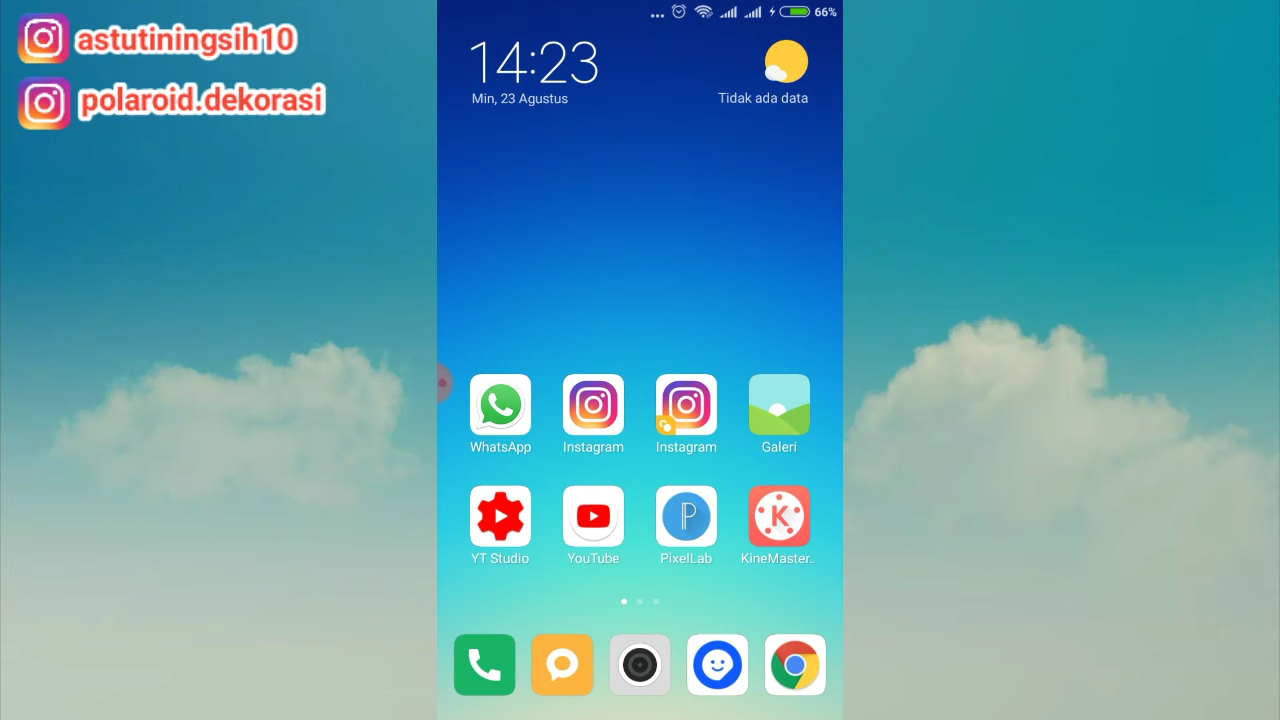 astutiningsih10
polaroid.dekorasi
66%
14:23
Min, 23 Agustus
Tidak ada data
WhatsApp
Instagram
Instagram
Galeri
YT Studio
YouTube
PixelLab
KineMaster..